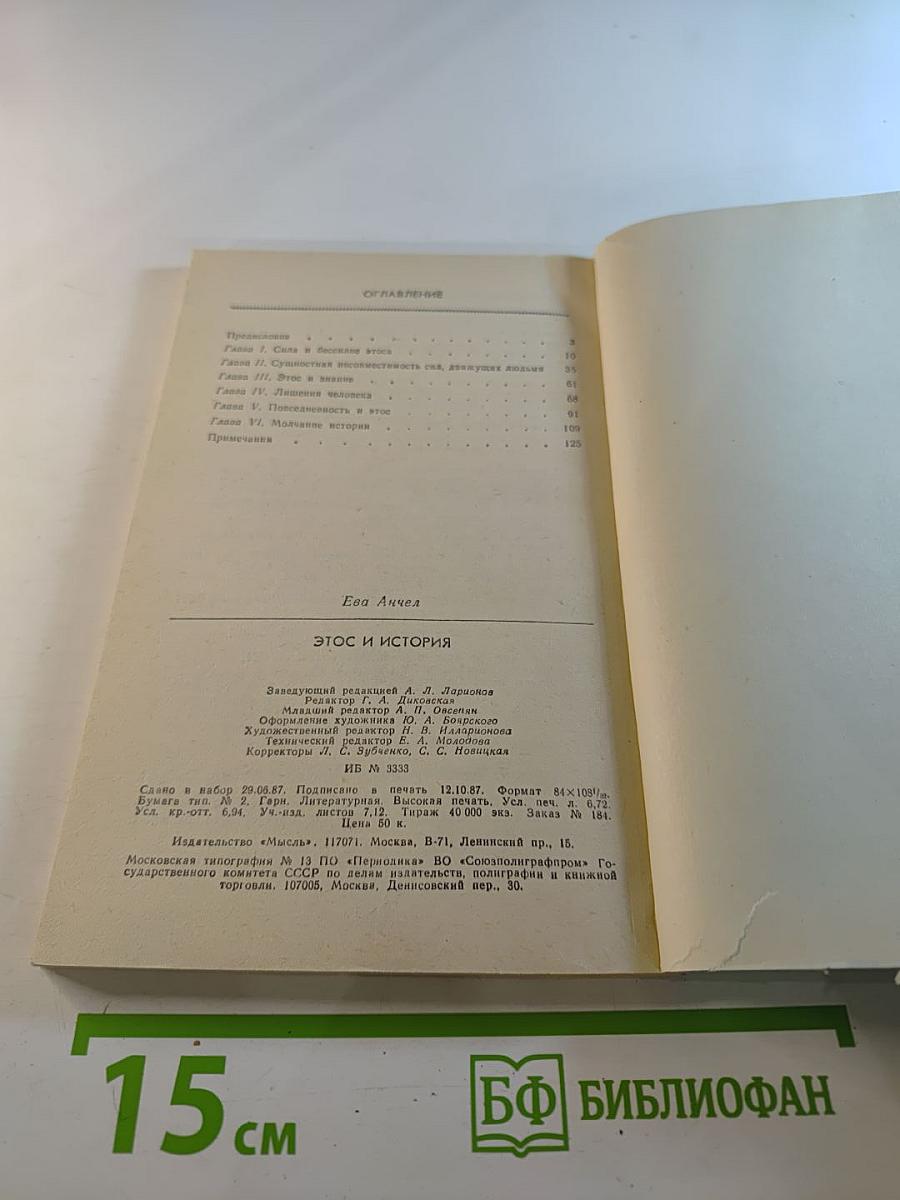 ОГЛАВЛЕНИЕ
Предисловие . . . . . . . . . . . . 3
Глава I. Сила и бессилие этоса . . . . . . . 10
Глава II. Сущностная несовместимость сил, движущих людьми 35
Глава III. Этос и знание . . . . . . . . . 61
Глава IV. Лишения человека . . . . . . . . 68
Глава V. Повседневность и этос . . . . . . . 91
Глава VI. Молчание истории . . . . . . . . 109
Примечания . . . . . . . . . . . . 125
Ева Анчел
ЭТОС И ИСТОРИЯ
Заведующий редакцией А. Л. Ларионов
Редактор Г. А. Диковская
Младший редактор А. П. Овсепян
Оформление художника Ю. А. Боярского
Художественный редактор Н. В. Илларионова
Технический редактор Е. А. Молодова
Корректоры Л. С. Зубченко, С. С. Новицкая
ИБ № 3333
Сдано в набор 29.06.87. Подписано в печать 12.10.87. Формат 84×108¹/₃₂.
Бумага тип. № 2. Гарн. Литературная. Высокая печать. Усл. печ. л. 6,72.
Усл. кр.-отт. 6,94. Уч.-изд. листов 7,12. Тираж 40 000 экз. Заказ № 184.
Цена 50 к.
Издательство «Мысль». 117071. Москва, В-71, Ленинский пр., 15.
Московская типография № 13 ПО «Периодика» ВО «Союзполиграфпром» Го-
сударственного комитета СССР по делам издательств, полиграфии и книжной
торговли. 107005, Москва, Денисовский пер., 30.
15 см
БФ БИБЛИОФАН